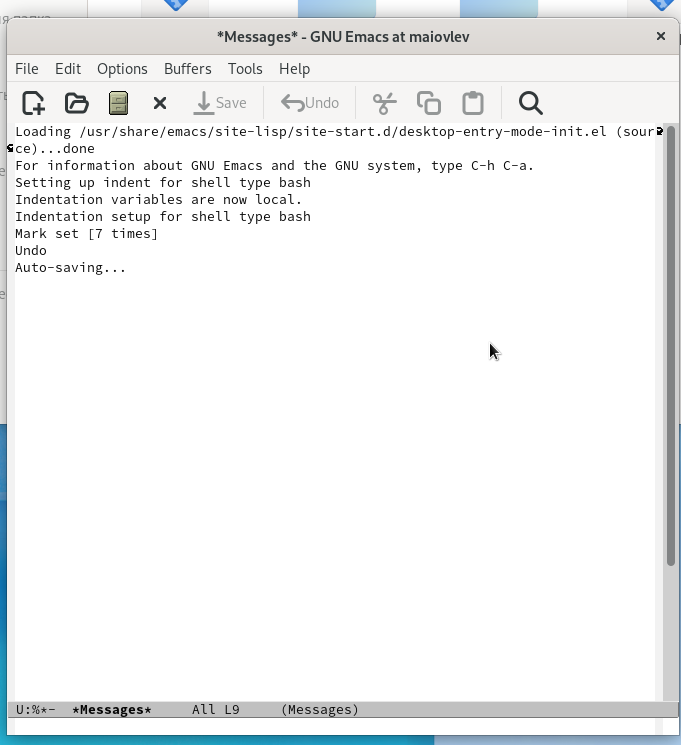 *Messages* - GNU Emacs at maiovlev
File Edit Options Buffers Tools Help
Save Undo
Loading /usr/share/emacs/site-lisp/site-start.d/desktop-entry-mode-init.el (sour
ce)...done
For information about GNU Emacs and the GNU system, type C-h C-a.
Setting up indent for shell type bash
Indentation variables are now local.
Indentation setup for shell type bash
Mark set [7 times]
Undo
Auto-saving...
U:%*-  *Messages*     All L9     (Messages)